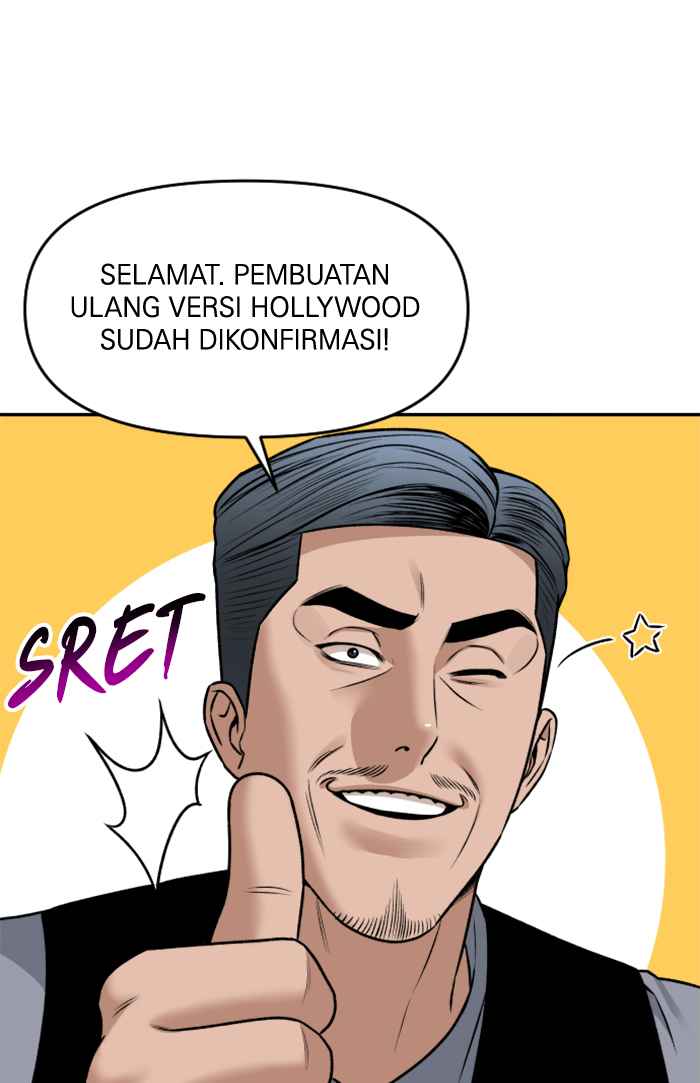 SELAMAT. PEMBUATAN
ULANG VERSI HOLLYWOOD
SUDAH DIKONFIRMASI!
SRET